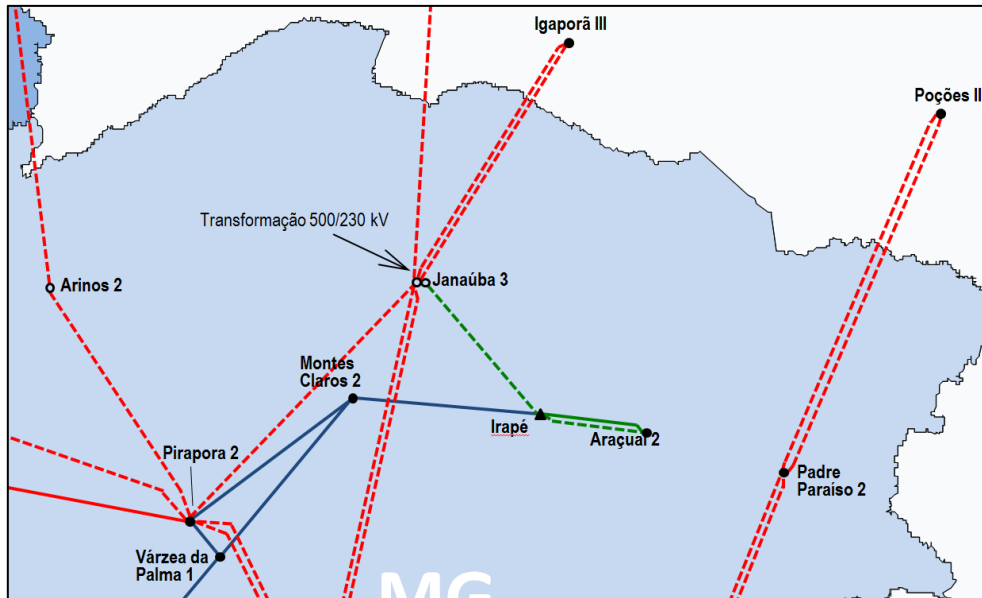 Igaporã III
Poções II
Transformação 500/230 kV
Arinos 2
Janaúba 3
Montes
Claros 2
Irapé
Araçuaí 2
Pirapora 2
Padre
Paraíso 2
Várzea da
Palma 1
MG